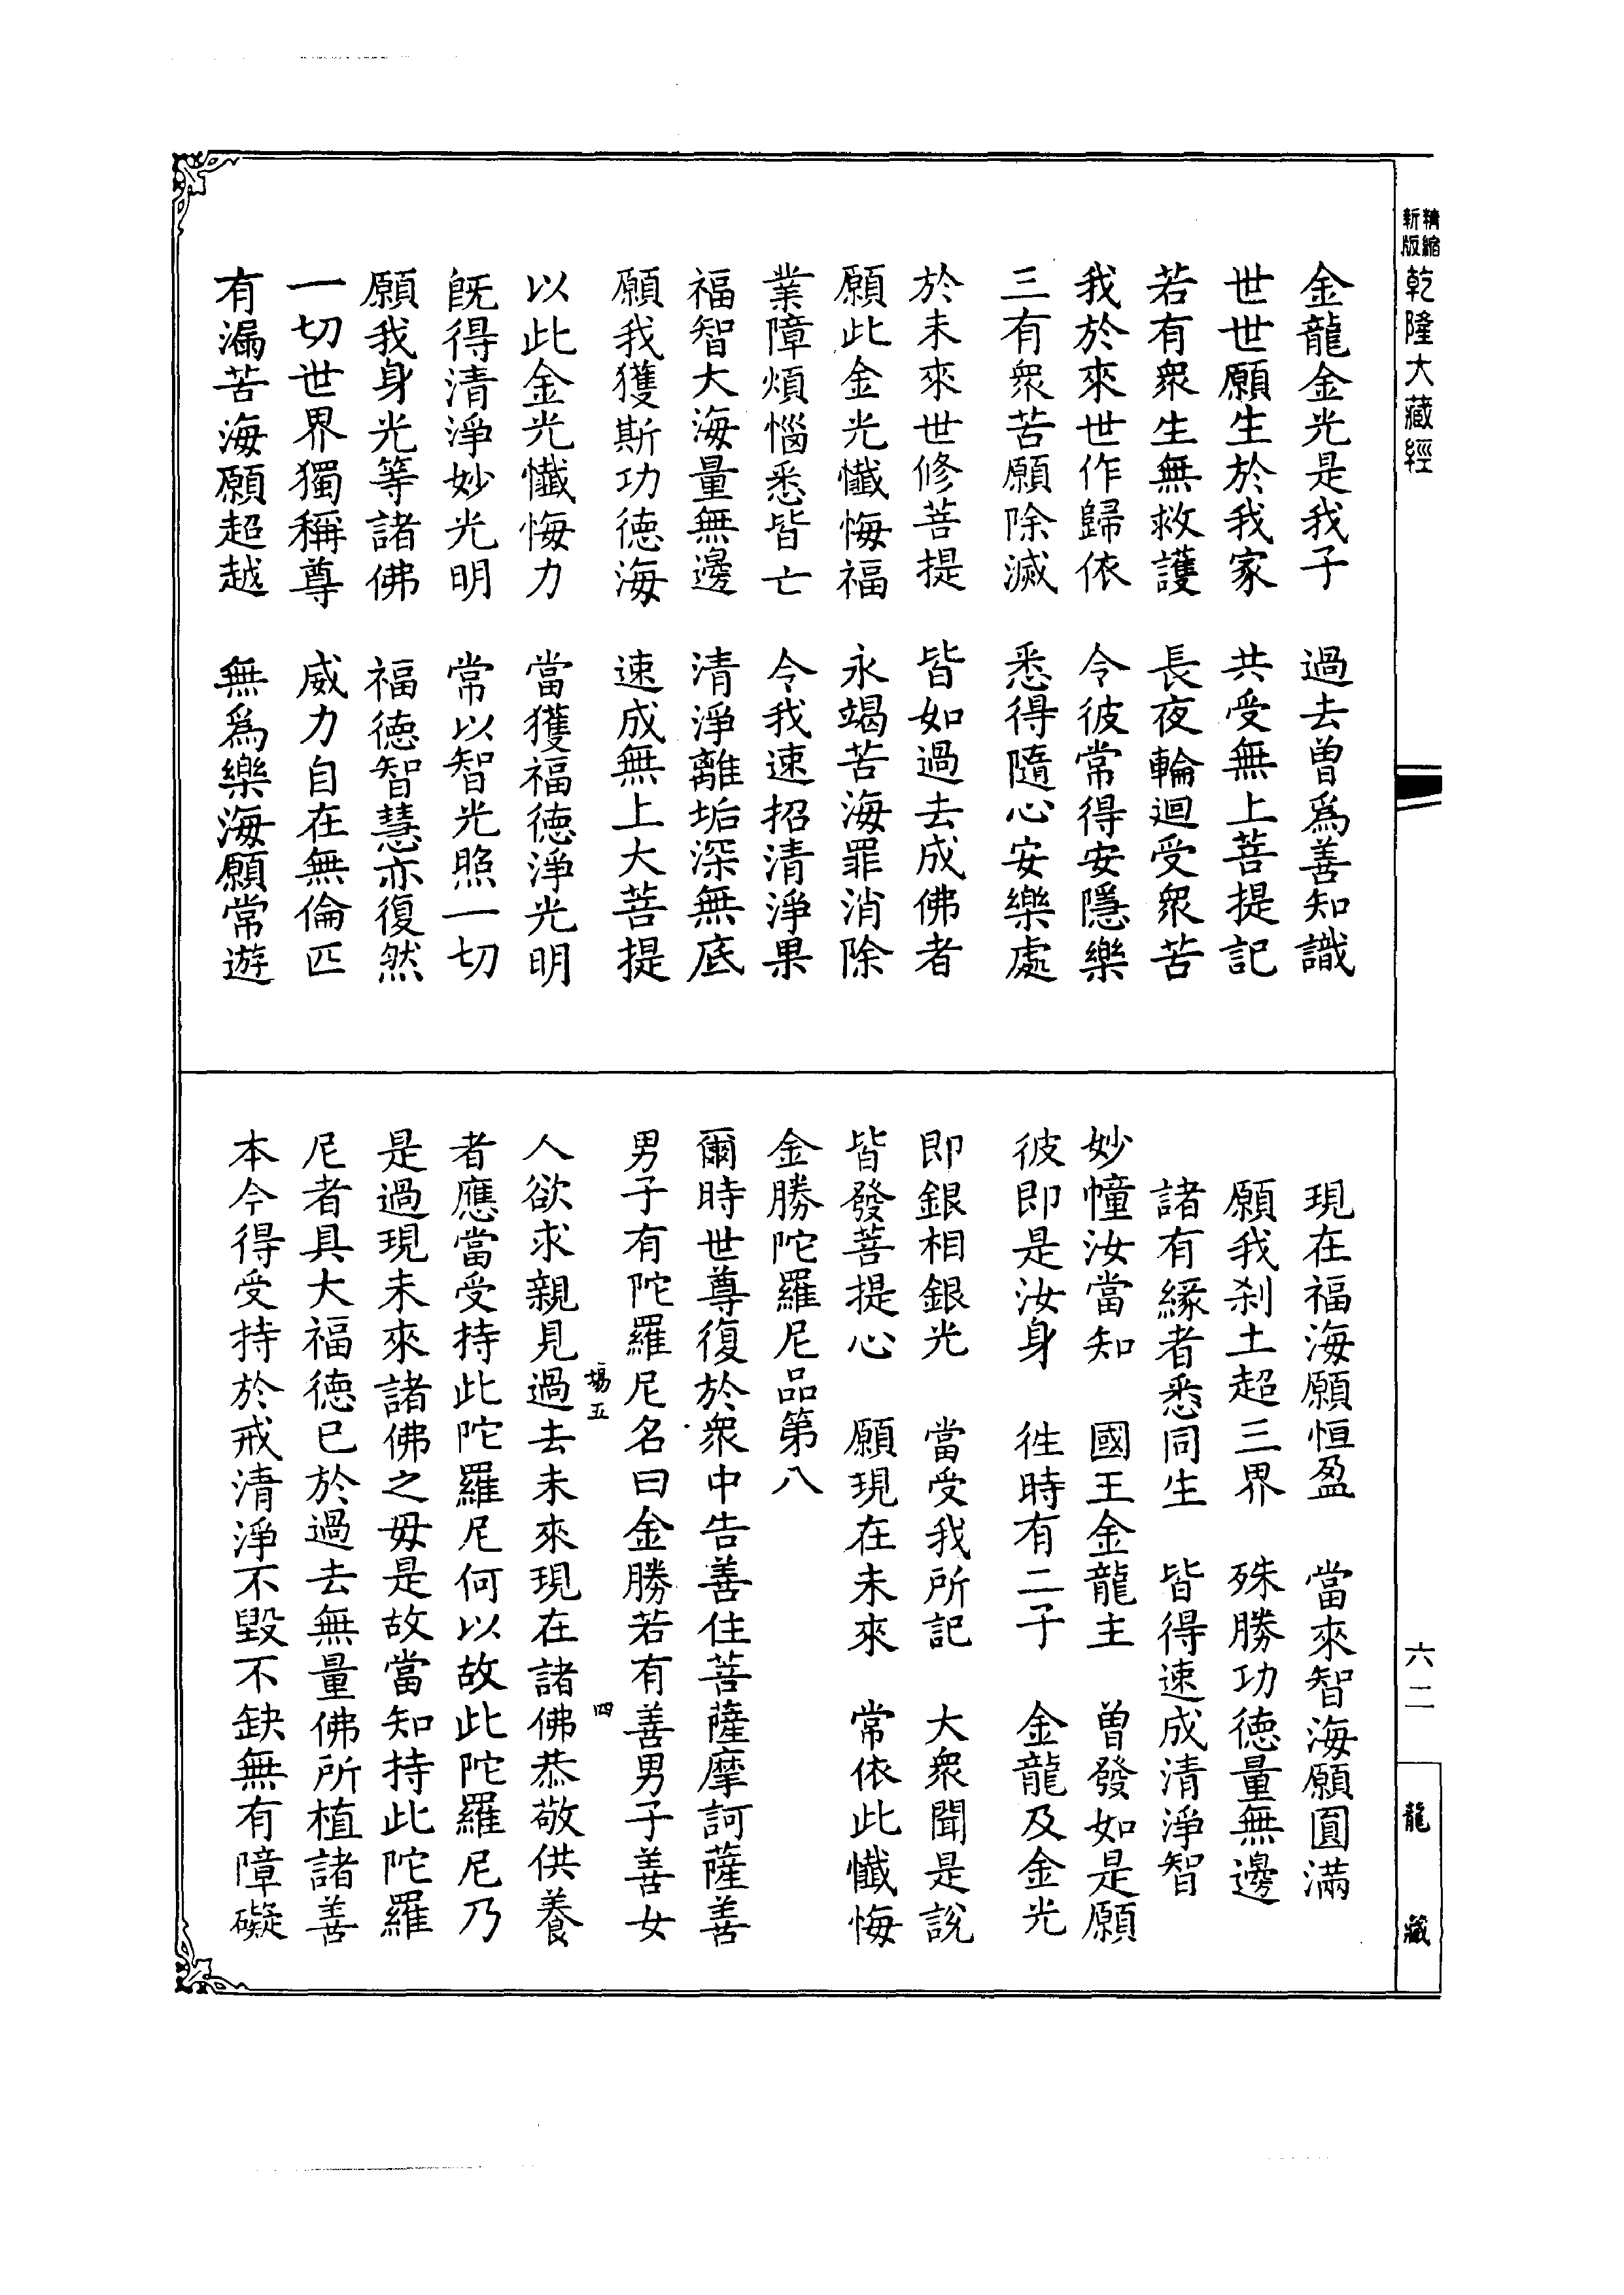 精縮
新版
乾隆大藏經
金龍金光是我子　過去曾爲善知識
世世願生於我家　共受無上菩提記
若有衆生無救護　長夜輪迴受衆苦
我於來世作歸依　令彼常得安隱樂
三有衆苦願除滅　悉得隨心安樂處
於未來世修菩提　皆如過去成佛者
願此金光懺悔福　永竭苦海罪消除
業障煩惱悉皆亡　令我速招清淨果
福智大海量無邊　清淨離垢深無底
願我獲斯功德海　速成無上大菩提
以此金光懺悔力　當獲福德淨光明
旣得清淨妙光明　常以智光照一切
願我身光等諸佛　福德智慧亦復然
一切世界獨稱尊　威力自在無倫匹
有漏苦海願超越　無爲樂海願常遊
現在福海願恒盈　當來智海願圓滿
願我刹土超三界　殊勝功德量無邊
諸有緣者悉同生　皆得速成清淨智
妙幢汝當知　國王金龍主　曾發如是願
彼即是汝身　徃時有二子　金龍及金光
即銀相銀光　當受我所記　大衆聞是說
皆發菩提心　願現在未來　常依此懺悔
金勝陀羅尼品第八
爾時世尊復於衆中告善住菩薩摩訶薩善
男子有陀羅尼名曰金勝若有善男子善女
塲五　四
人欲求親見過去未來現在諸佛恭敬供養
者應當受持此陀羅尼何以故此陀羅尼乃
是過現未來諸佛之母是故當知持此陀羅
尼者具大福德已於過去無量佛所植諸善
本今得受持於戒清淨不毀不缺無有障礙
六二
龍藏